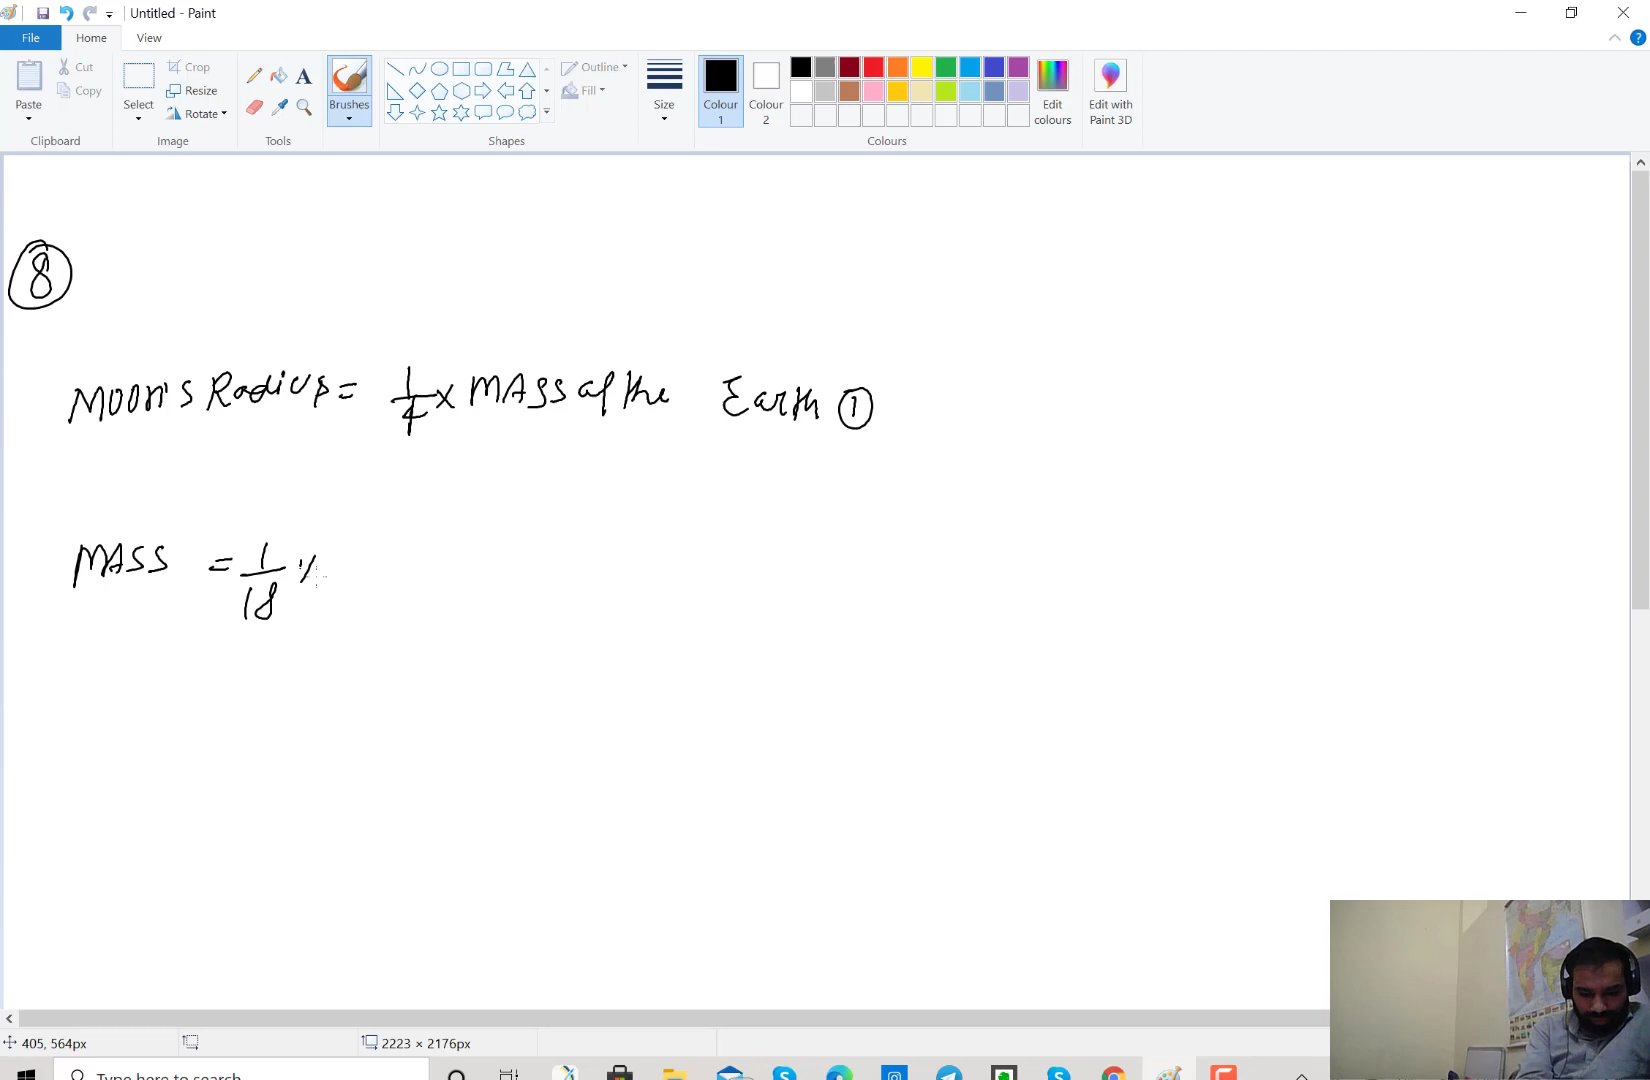 Untitled - Paint
File Home View
Paste Cut Copy Select Crop Resize Rotate Brushes Outline Fill Size Colour 1 Colour 2 Edit colours Edit with Paint 3D
Clipboard Image Tools Shapes Colours
8
MOON'S Radius = 1/4 x MASS of the Earth 1
MASS = 1/18
405, 564px 2223 × 2176px
Type here to search